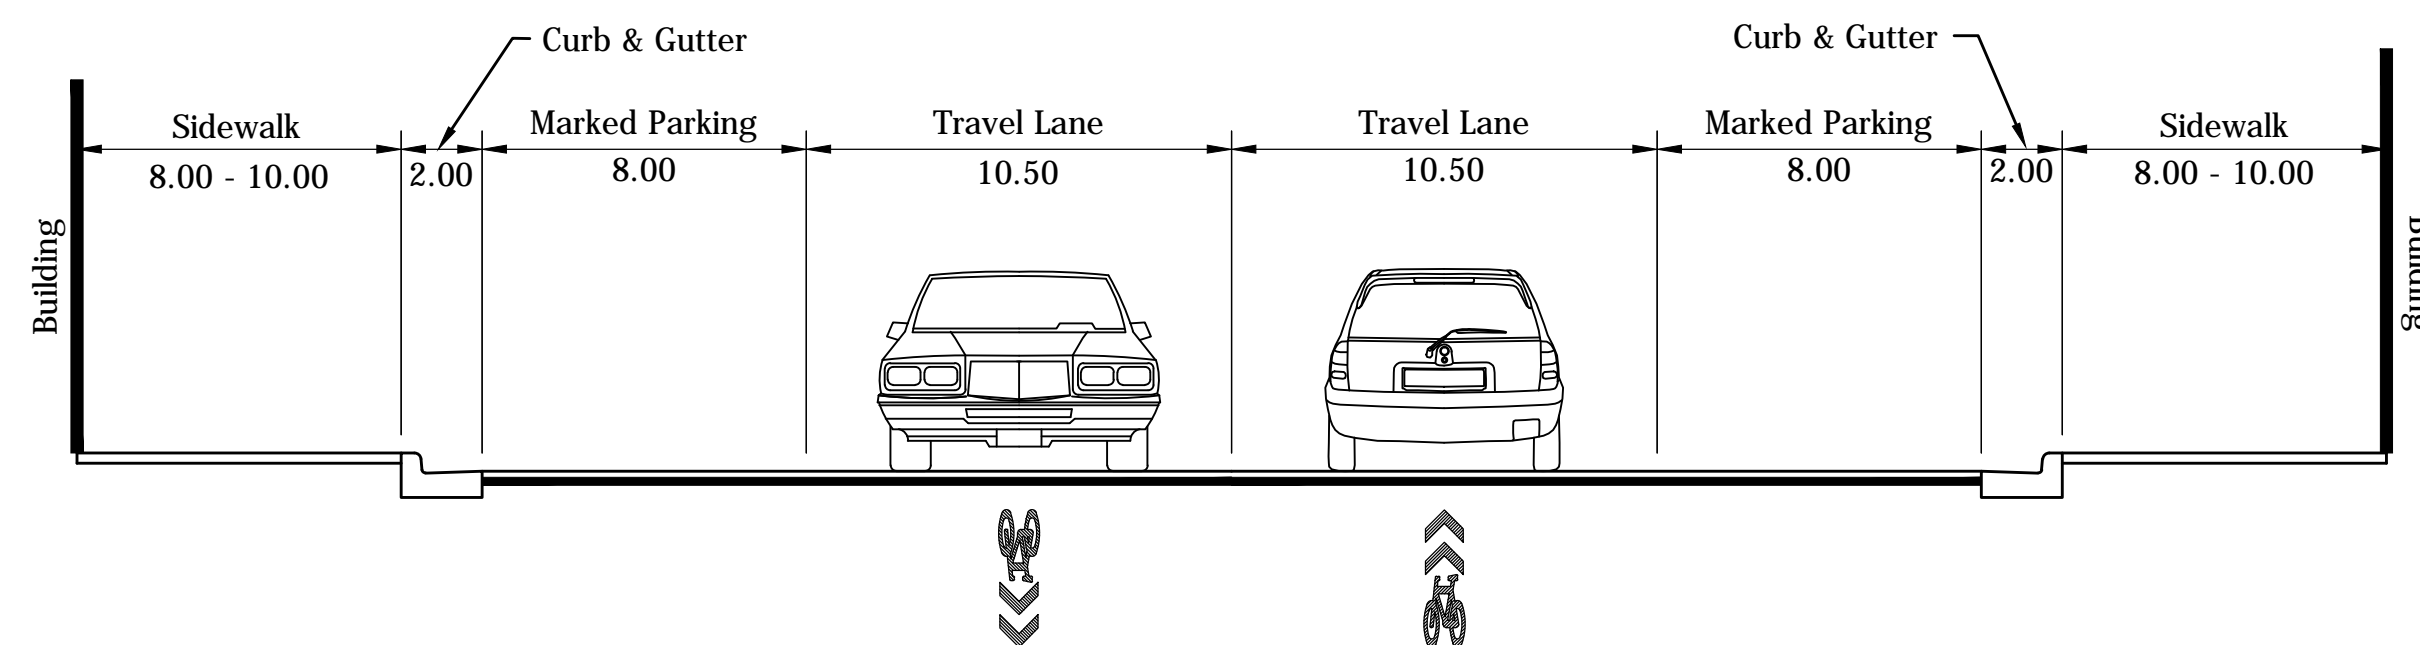 Curb & Gutter
Curb & Gutter
Sidewalk
Marked Parking
Travel Lane
Travel Lane
Marked Parking
Sidewalk
8.00 - 10.00
2.00
8.00
10.50
10.50
8.00
2.00
8.00 - 10.00
Building
Building